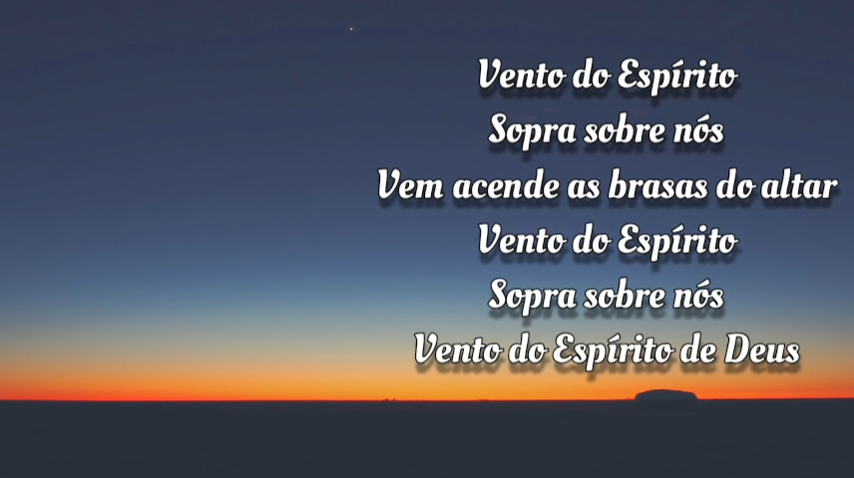 Vento do Espírito
Sopra sobre nós
Vem acende as brasas do altar
Vento do Espírito
Sopra sobre nós
Vento do Espírito de Deus